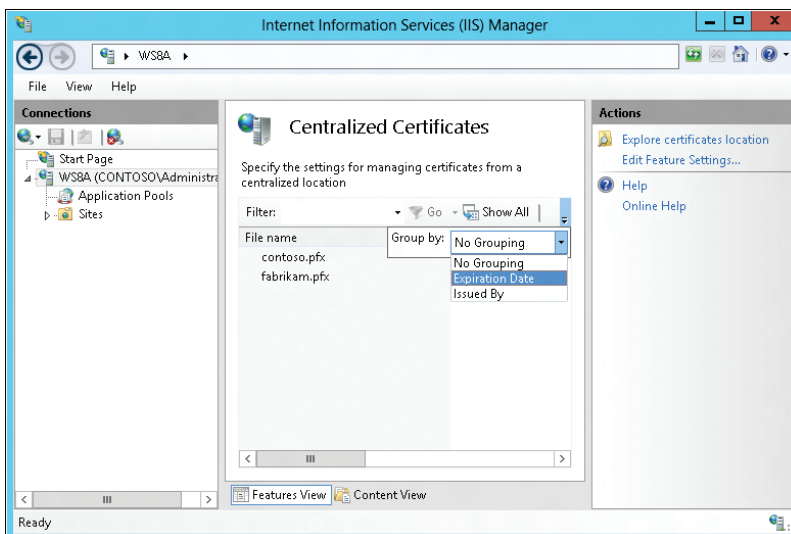 Internet Information Services (IIS) Manager
WS8A
File View Help
Connections
Start Page
WS8A (CONTOSO\Administra
Application Pools
Sites
Centralized Certificates
Specify the settings for managing certificates from a
centralized location
Filter: Go Show All
File name
Group by: No Grouping
No Grouping
Expiration Date
Issued By
contoso.pfx
fabrikam.pfx
Features View Content View
Actions
Explore certificates location
Edit Feature Settings...
Help
Online Help
Ready